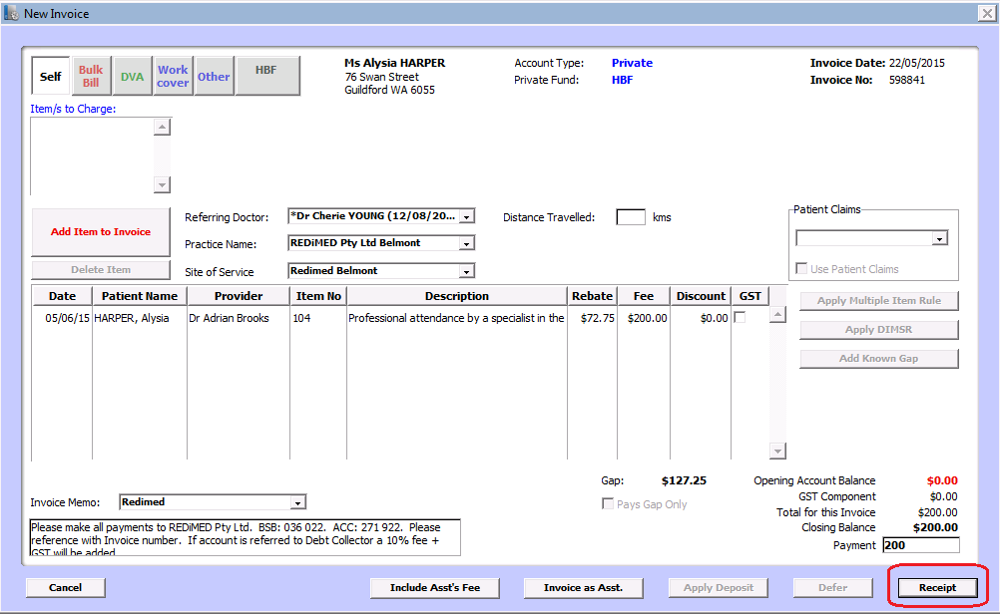 New Invoice
Self
Bulk Bill
DVA
Work cover
Other
HBF
Ms Alysia HARPER
76 Swan Street
Guildford WA 6055
Account Type: Private
Private Fund: HBF
Invoice Date: 22/05/2015
Invoice No: 598841
Item/s to Charge:
Add Item to Invoice
Delete Item
Referring Doctor: *Dr Cherie YOUNG (12/08/20...
Practice Name: REDiMED Pty Ltd Belmont
Site of Service Redimed Belmont
Distance Travelled: kms
Patient Claims
Use Patient Claims
Date Patient Name Provider Item No Description Rebate Fee Discount GST
05/06/15 HARPER, Alysia Dr Adrian Brooks 104 Professional attendance by a specialist in the $72.75 $200.00 $0.00
Apply Multiple Item Rule
Apply DIMSR
Add Known Gap
Gap: $127.25
Pays Gap Only
Opening Account Balance $0.00
GST Component $0.00
Total for this Invoice $200.00
Closing Balance $200.00
Payment 200
Invoice Memo: Redimed
Please make all payments to REDiMED Pty Ltd. BSB: 036 022. ACC: 271 922. Please
reference with Invoice number. If account is referred to Debt Collector a 10% fee +
GST will be added
Cancel
Include Asst's Fee
Invoice as Asst.
Apply Deposit
Defer
Receipt